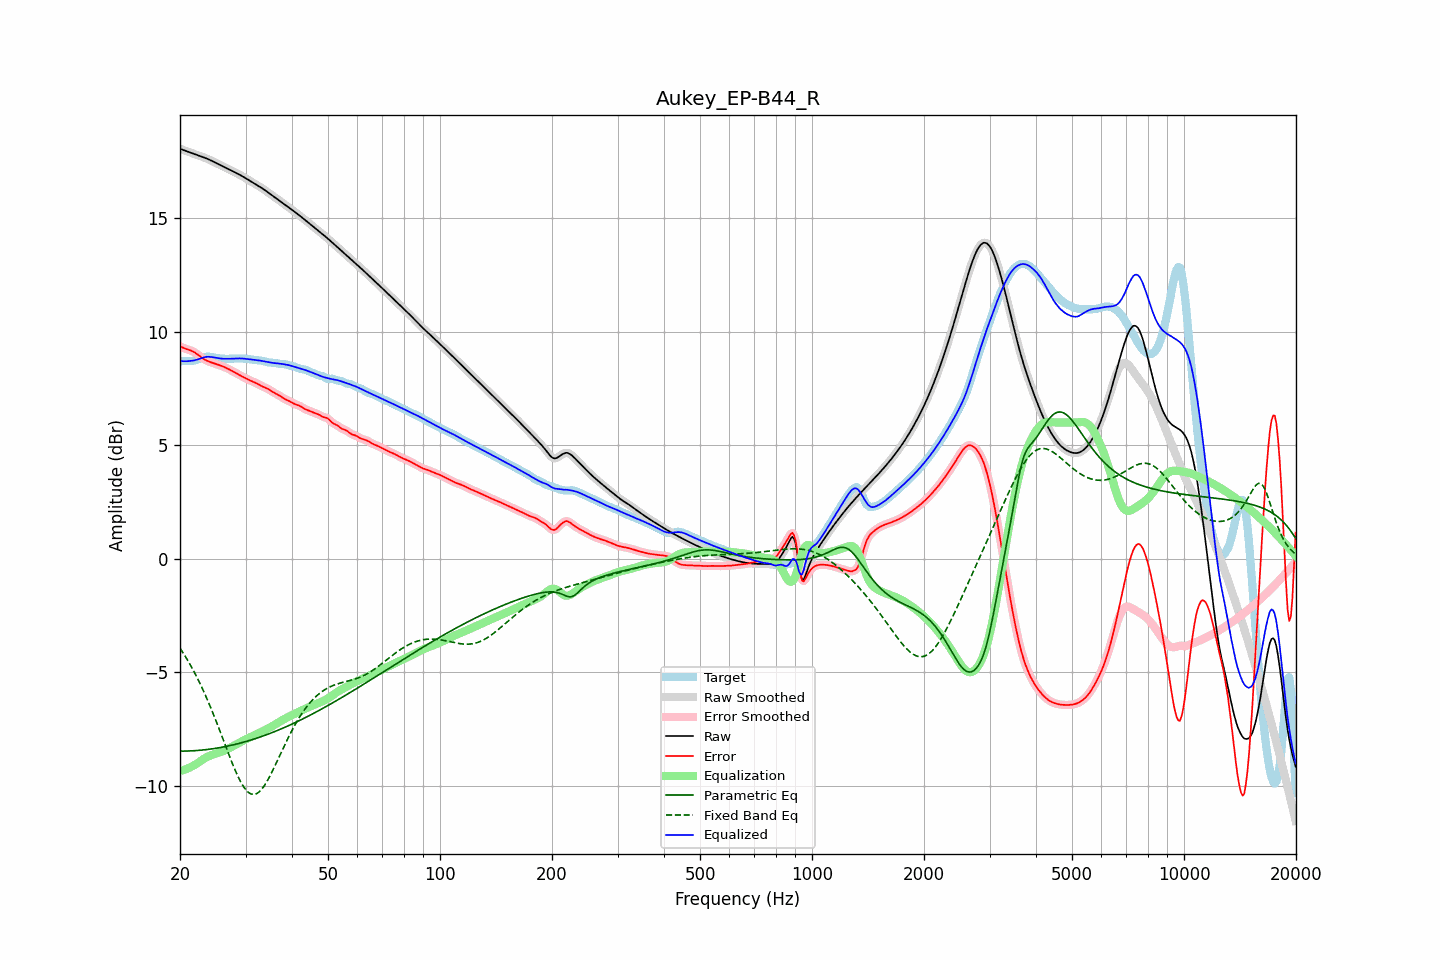 Aukey_EP-B44_R
Amplitude (dBr)
15
10
5
0
−5
−10
Target
Raw Smoothed
Error Smoothed
Raw
Error
Equalization
Parametric Eq
Fixed Band Eq
Equalized
20 50 100 200 500 1000 2000 5000 10000 20000
Frequency (Hz)